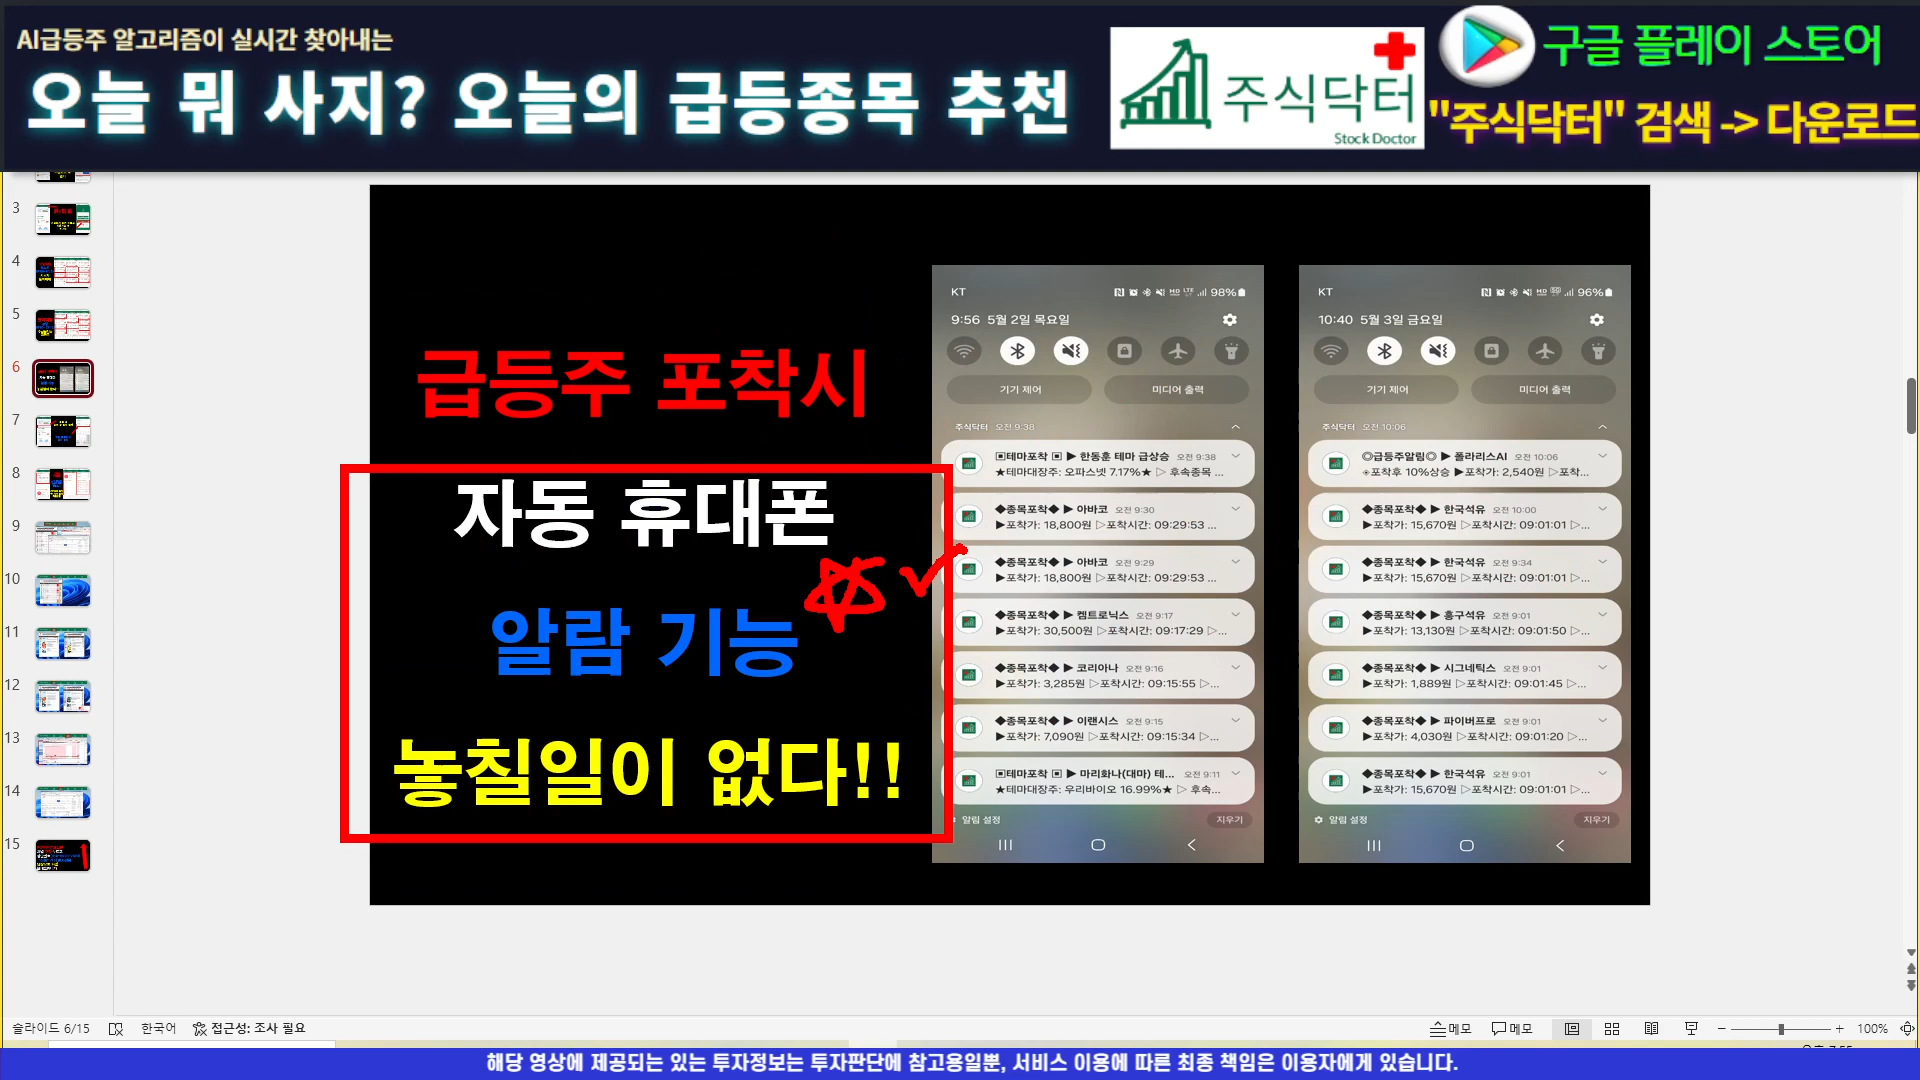 AI급등주 알고리즘이 실시간 찾아내는
오늘 뭐 사지? 오늘의 급등종목 추천
주식닥터
Stock Doctor
구글 플레이 스토어
"주식닥터" 검색 -> 다운로드
3
4
5
6
7
8
9
10
11
12
13
14
15
급등주 포착시
자동 휴대폰
알람 기능
놓칠일이 없다!!
KT 98%
9:56 5월 2일 목요일
기기 제어 미디어 출력
주식닥터 오전 9:38
▣테마포착 ▣ ▶ 한동훈 테마 급상승 오전 9:38
★테마대장주: 오파스넷 7.17%★ ▷ 후속종목 ...
◆종목포착◆ ▶ 아바코 오전 9:30
▶포착가: 18,800원 ▷포착시간: 09:29:53 ...
◆종목포착◆ ▶ 아바코 오전 9:29
▶포착가: 18,800원 ▷포착시간: 09:29:53 ...
◆종목포착◆ ▶ 켐트로닉스 오전 9:17
▶포착가: 30,500원 ▷포착시간: 09:17:29 ▷...
◆종목포착◆ ▶ 코리아나 오전 9:16
▶포착가: 3,285원 ▷포착시간: 09:15:55 ▷...
◆종목포착◆ ▶ 이랜시스 오전 9:15
▶포착가: 7,090원 ▷포착시간: 09:15:34 ▷...
▣테마포착 ▣ ▶ 마리화나(대마) 테... 오전 9:11
★테마대장주: 우리바이오 16.99%★ ▷ 후속...
알림 설정 지우기
KT 96%
10:40 5월 3일 금요일
기기 제어 미디어 출력
주식닥터 오전 10:06
◎급등주알림◎ ▶ 폴라리스AI 오전 10:06
◈포착후 10%상승 ▶포착가: 2,540원 ▷포착...
◆종목포착◆ ▶ 한국석유 오전 10:00
▶포착가: 15,670원 ▷포착시간: 09:01:01 ▷...
◆종목포착◆ ▶ 한국석유 오전 9:34
▶포착가: 15,670원 ▷포착시간: 09:01:01 ▷...
◆종목포착◆ ▶ 흥구석유 오전 9:01
▶포착가: 13,130원 ▷포착시간: 09:01:50 ▷...
◆종목포착◆ ▶ 시그네틱스 오전 9:01
▶포착가: 1,889원 ▷포착시간: 09:01:45 ▷...
◆종목포착◆ ▶ 파이버프로 오전 9:01
▶포착가: 4,030원 ▷포착시간: 09:01:20 ▷...
◆종목포착◆ ▶ 한국석유 오전 9:01
▶포착가: 15,670원 ▷포착시간: 09:01:01 ▷...
알림 설정 지우기
슬라이드 6/15 한국어 접근성: 조사 필요 메모 메모 100%
해당 영상에 제공되는 있는 투자정보는 투자판단에 참고용일뿐, 서비스 이용에 따른 최종 책임은 이용자에게 있습니다.